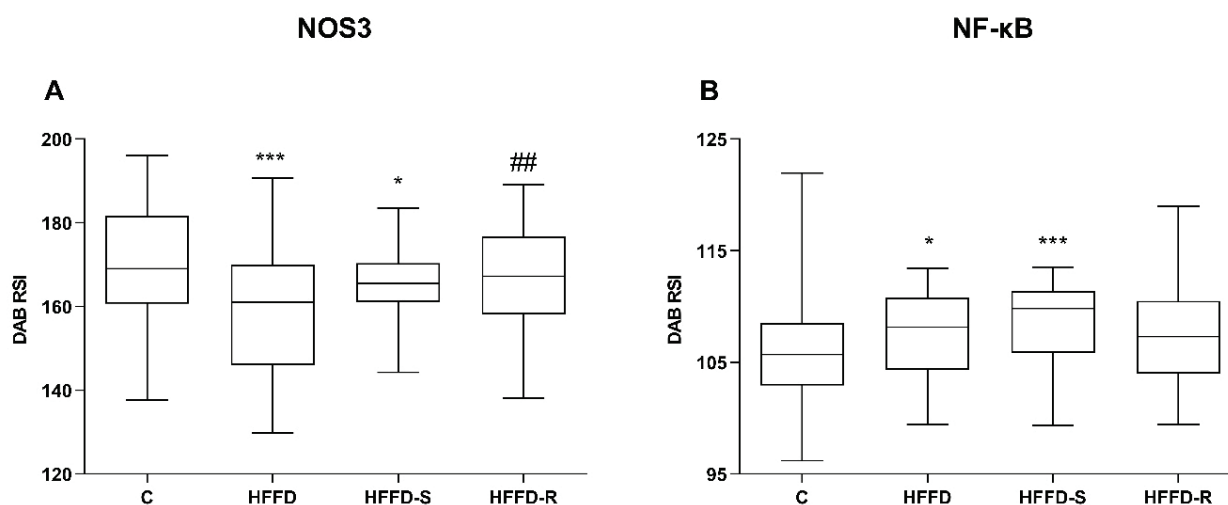 NOS3
NF-κB
A
B
DAB RSI
200
180
160
140
120
***
*
##
C
HFFD
HFFD-S
HFFD-R
DAB RSI
125
115
105
95
*
***
C
HFFD
HFFD-S
HFFD-R